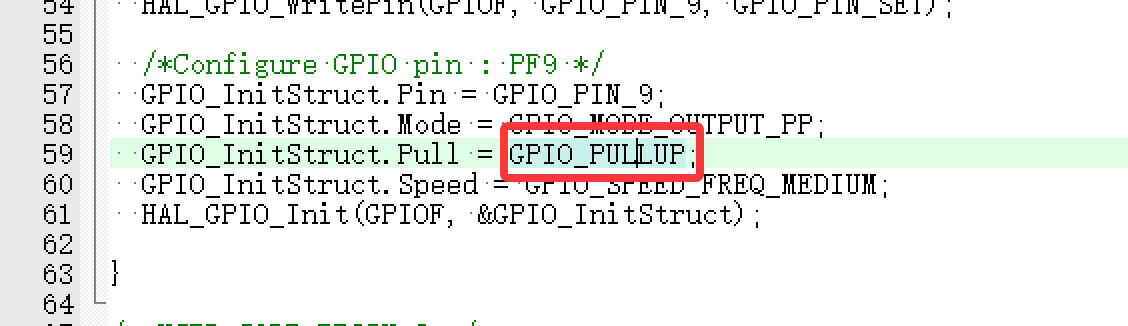 54 HAL_GPIO_WritePin(GPIOF, GPIO_PIN_9, GPIO_PIN_SET);
55
56 /*Configure GPIO pin : PF9 */
57 GPIO_InitStruct.Pin = GPIO_PIN_9;
58 GPIO_InitStruct.Mode = GPIO_MODE_OUTPUT_PP;
59 GPIO_InitStruct.Pull = GPIO_PULLUP;
60 GPIO_InitStruct.Speed = GPIO_SPEED_FREQ_MEDIUM;
61 HAL_GPIO_Init(GPIOF, &GPIO_InitStruct);
62
63 }
64